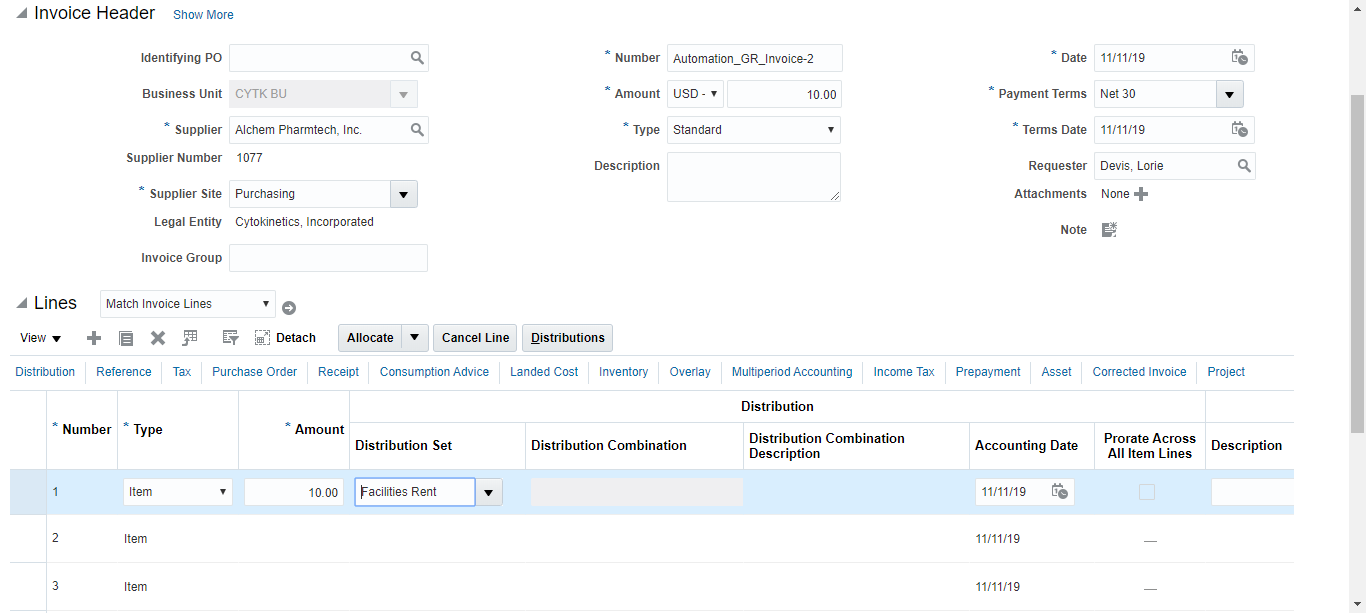 Invoice Header Show More
Identifying PO
* Number Automation_GR_Invoice-2
* Date 11/11/19
Business Unit CYTK BU
* Amount USD - 10.00
* Payment Terms Net 30
* Supplier Alchem Pharmtech, Inc.
* Type Standard
* Terms Date 11/11/19
Supplier Number 1077
Description
Requester Devis, Lorie
* Supplier Site Purchasing
Attachments None
Legal Entity Cytokinetics, Incorporated
Note
Invoice Group
Lines Match Invoice Lines
View Detach Allocate Cancel Line Distributions
Distribution Reference Tax Purchase Order Receipt Consumption Advice Landed Cost Inventory Overlay Multiperiod Accounting Income Tax Prepayment Asset Corrected Invoice Project
Distribution
* Number * Type * Amount
Distribution Set Distribution Combination
Distribution Combination
Description
Accounting Date
Prorate Across
All Item Lines
Description
1 Item 10.00 Facilities Rent 11/11/19
2 Item 11/11/19 —
3 Item 11/11/19 —